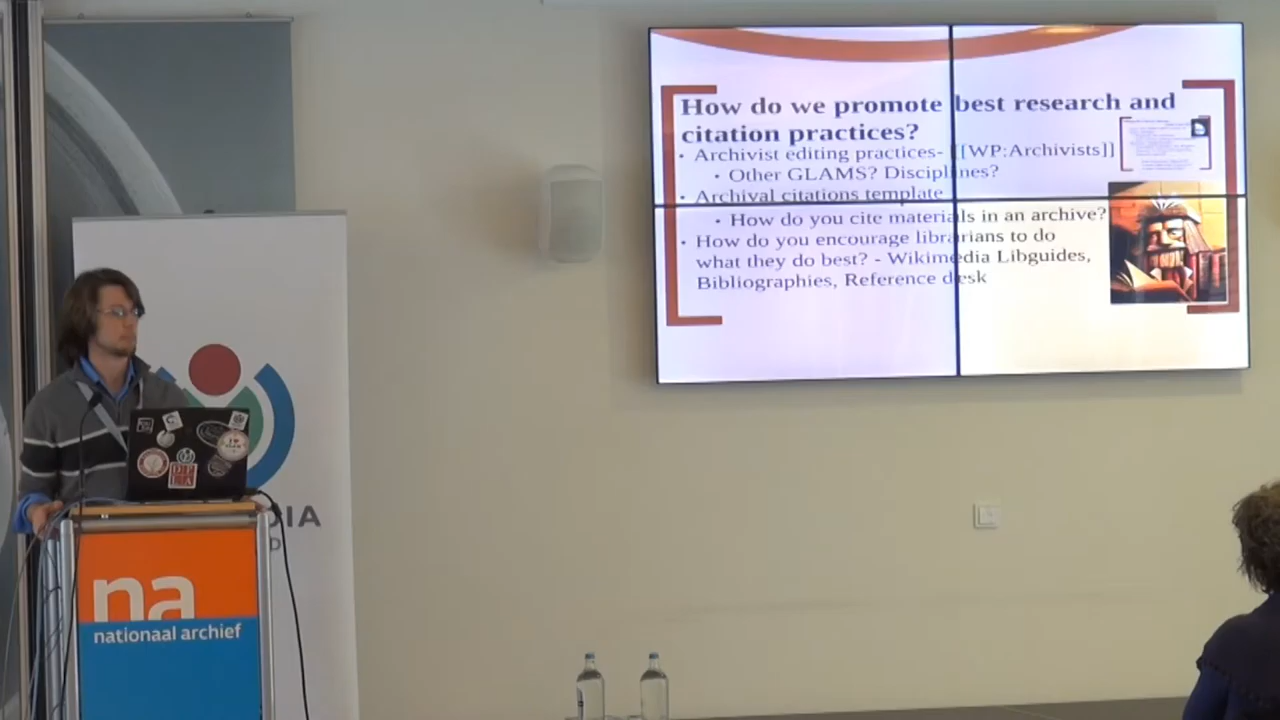 How do we promote best research and
citation practices?
• Archivist editing practices- [[WP:Archivists]]
• Other GLAMS? Disciplines?
• Archival citations template
• How do you cite materials in an archive?
• How do you encourage librarians to do
what they do best? - Wikimedia Libguides,
Bibliographies, Reference desk
DIA
D
DPLA
na
nationaal archief